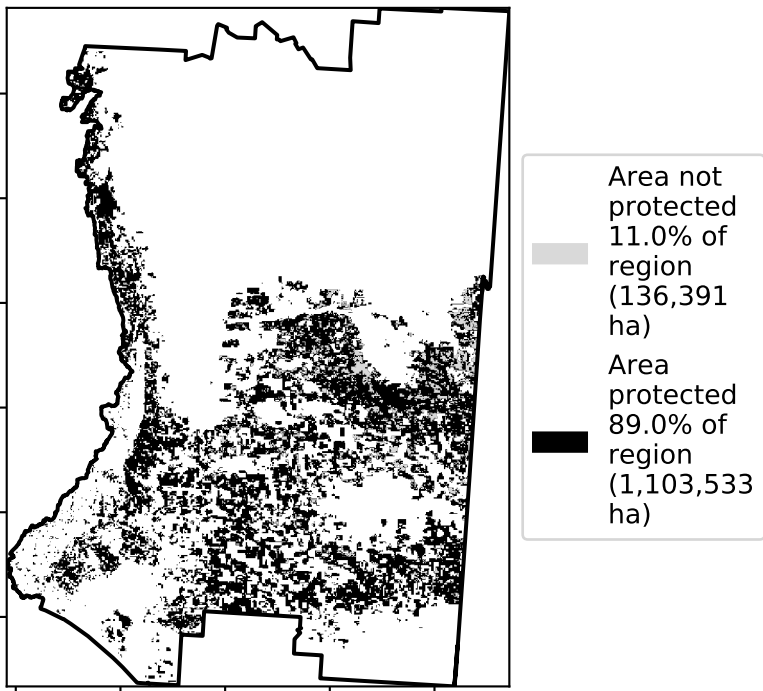 Area not
protected
11.0% of
region
(136,391
ha)
Area
protected
89.0% of
region
(1,103,533
ha)